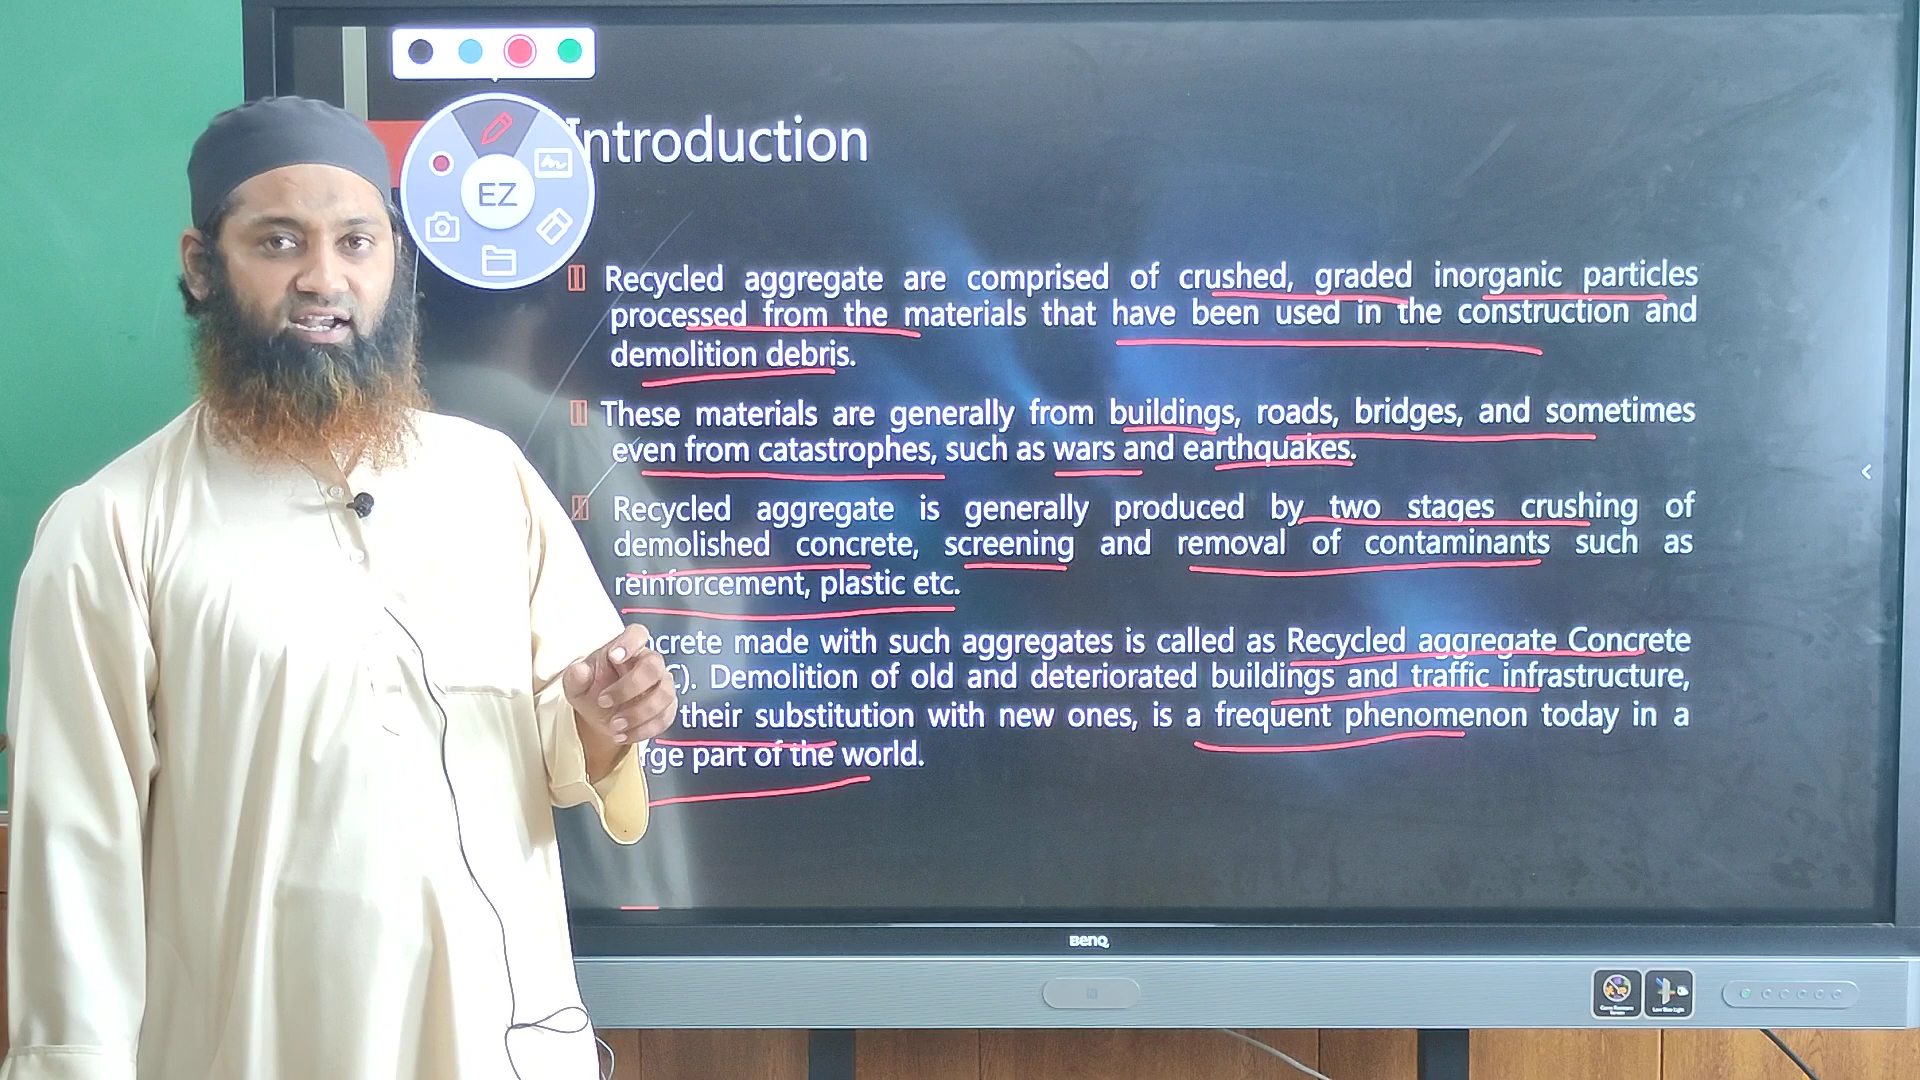 EZ
Introduction
Recycled aggregate are comprised of crushed, graded inorganic particles
processed from the materials that have been used in the construction and
demolition debris.
These materials are generally from buildings, roads, bridges, and sometimes
even from catastrophes, such as wars and earthquakes.
Recycled aggregate is generally produced by two stages crushing of
demolished concrete, screening and removal of contaminants such as
reinforcement, plastic etc.
ncrete made with such aggregates is called as Recycled aggregate Concrete
C). Demolition of old and deteriorated buildings and traffic infrastructure,
their substitution with new ones, is a frequent phenomenon today in a
rge part of the world.
BenQ